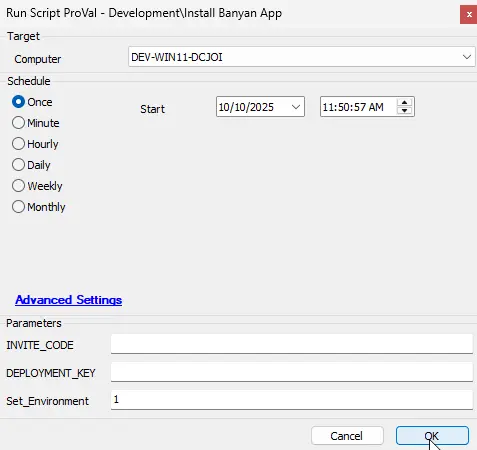 Run Script ProVal - Development\Install Banyan App
x
Target
Computer
DEV-WIN11-DCJOI
Schedule
Once
Start
10/10/2025
11:50:57 AM
Minute
Hourly
Daily
Weekly
Monthly
Advanced Settings
Parameters
INVITE_CODE
DEPLOYMENT_KEY
Set_Environment
1
Cancel
OK